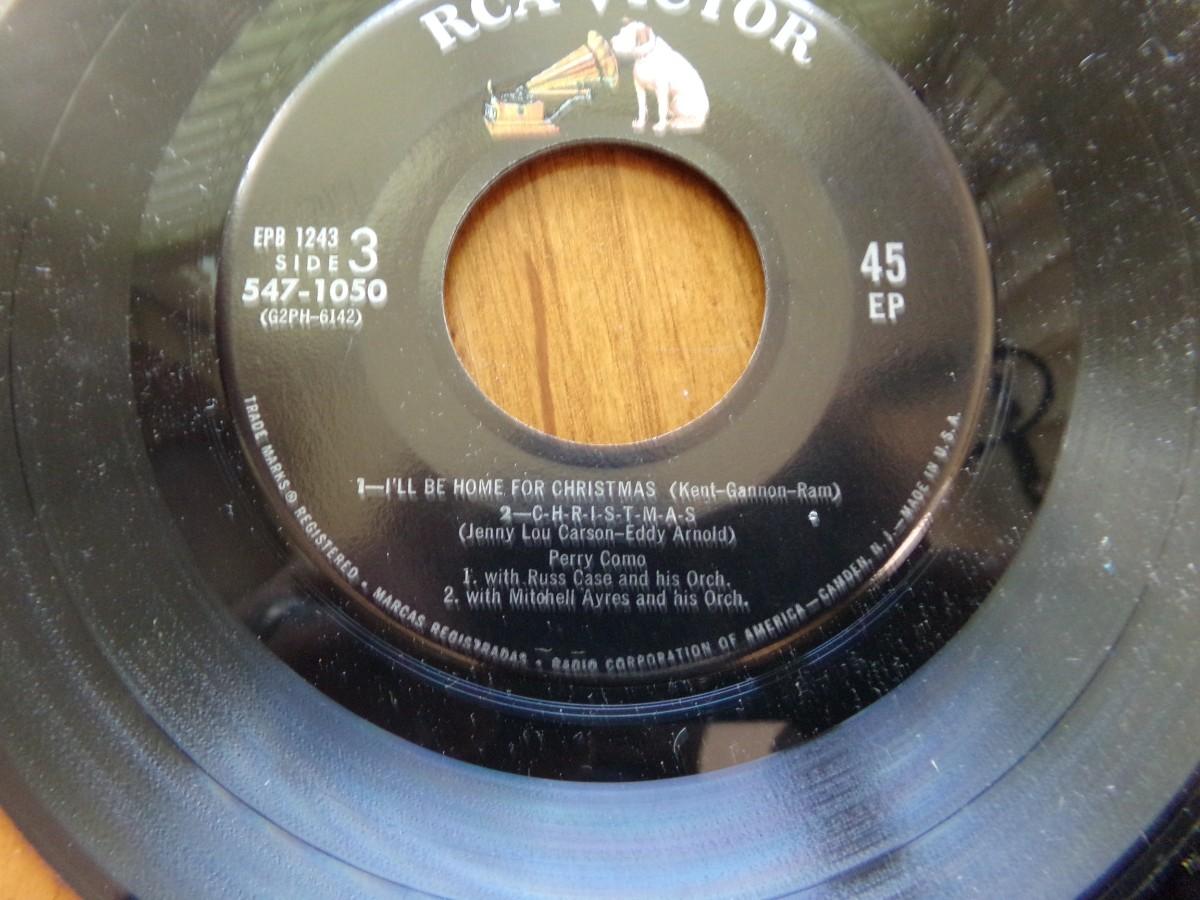 RCA VICTOR
EPB 1243
SIDE 3
547-1050
(G2PH-6142)
45
EP
1—I'LL BE HOME FOR CHRISTMAS (Kent-Gannon-Ram)
2—C-H-R-I-S-T-M-A-S
(Jenny Lou Carson-Eddy Arnold)
Perry Como
1. with Russ Case and his Orch.
2. with Mitchell Ayres and his Orch.
TRADE MARKS ® REGISTERED • MARCAS REGISTRADAS • RADIO CORPORATION OF AMERICA—CAMDEN, N. J.—MADE IN U.S.A.